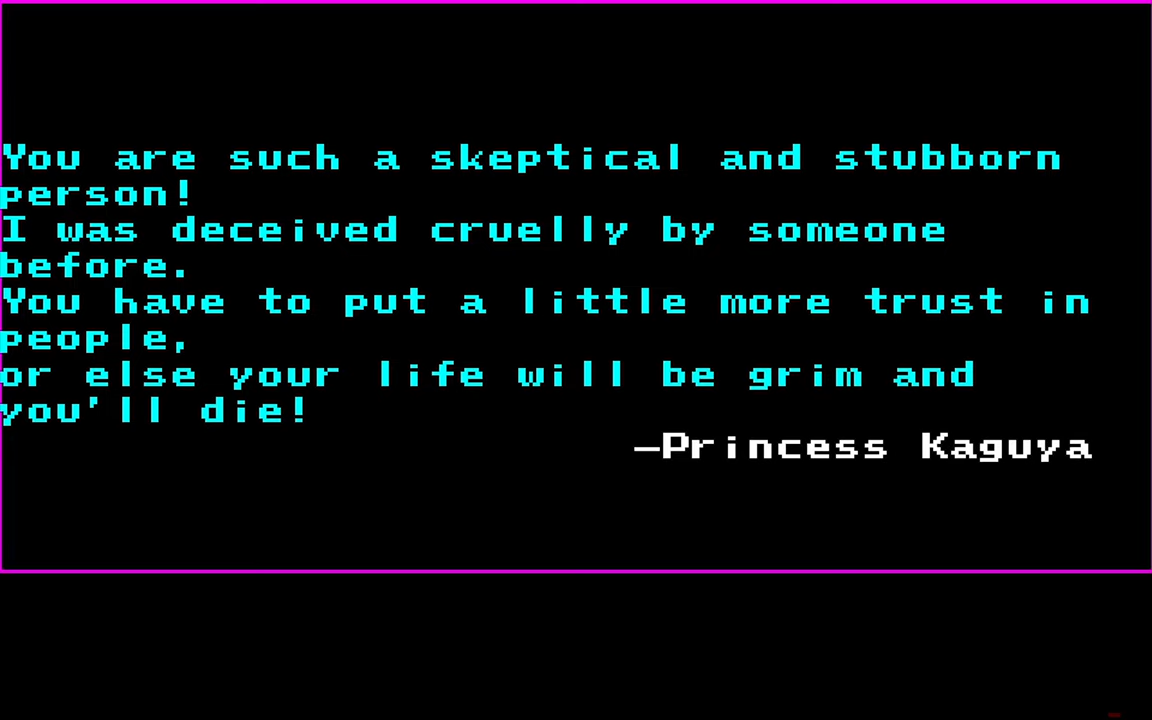 You are such a skeptical and stubborn
person!
I was deceived cruelly by someone
before.
You have to put a little more trust in
people,
or else your life will be grim and
you'll die!
—Princess Kaguya